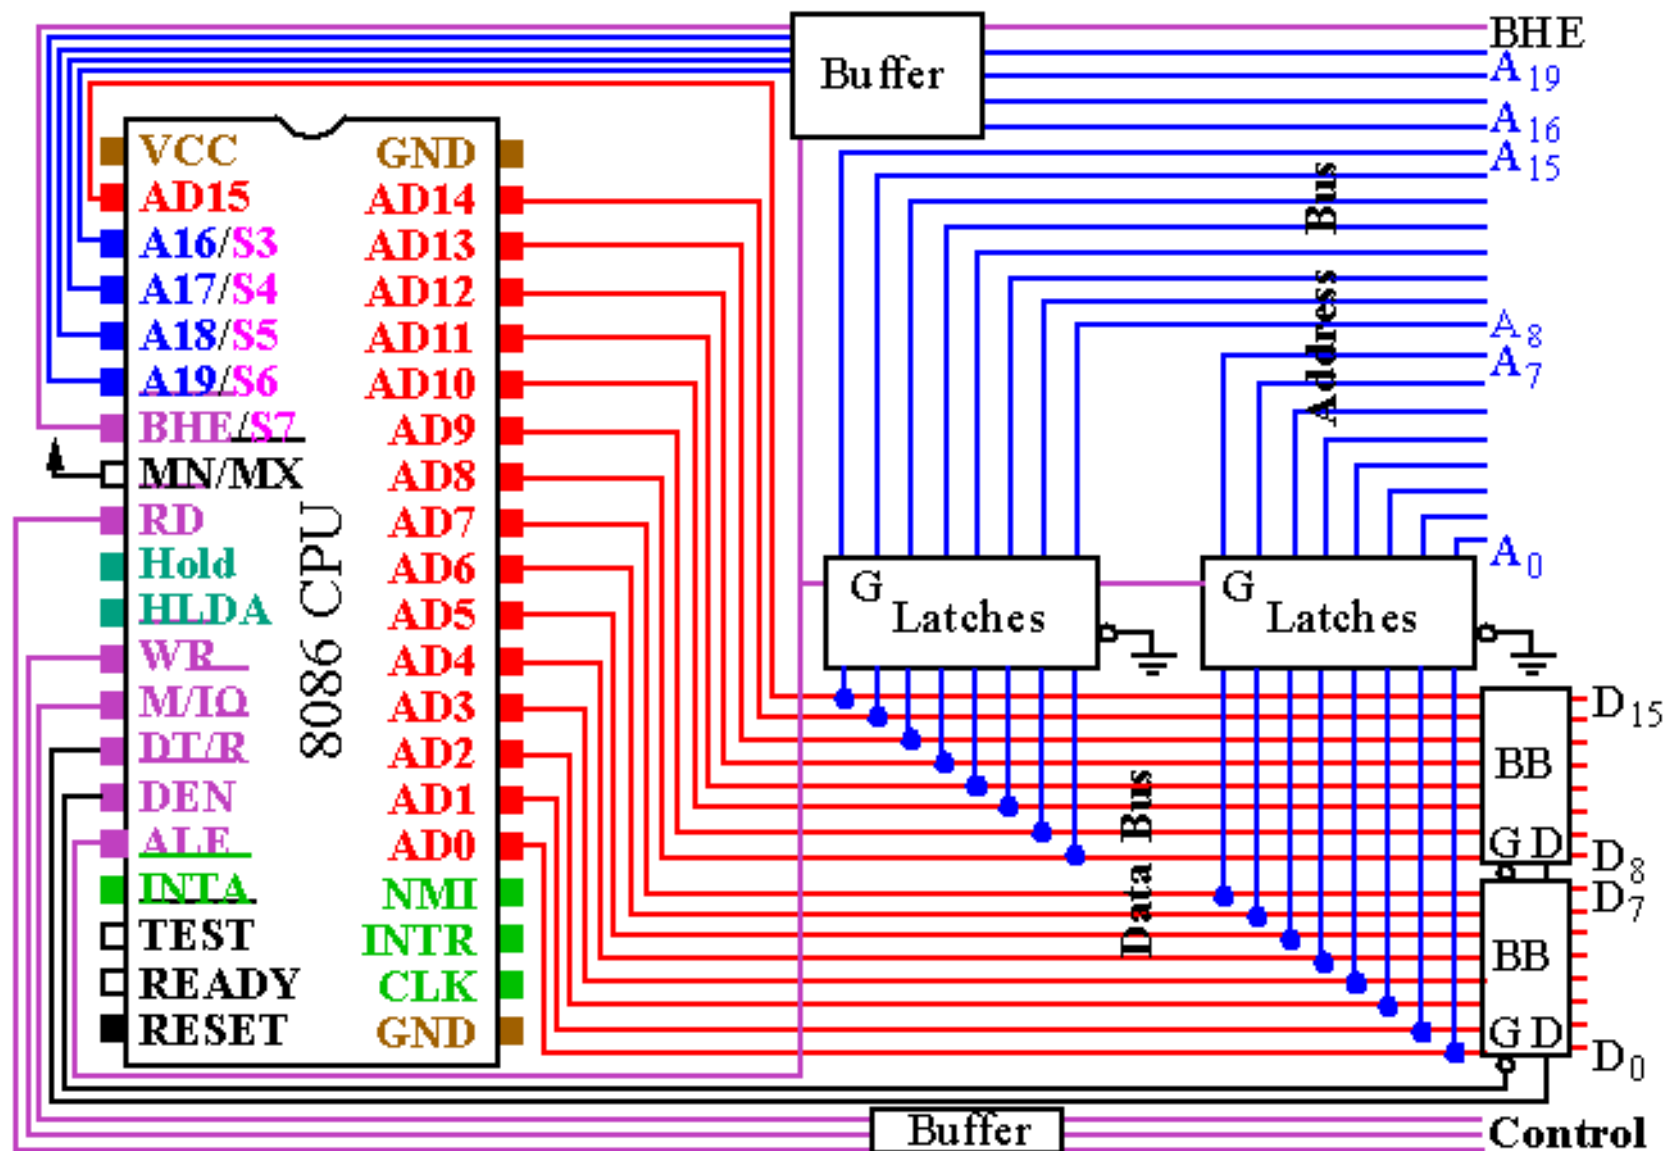 BHE
Buffer
A19
A16
A15
VCC
GND
AD15
AD14
A16/S3
AD13
A17/S4
AD12
A18/S5
AD11
A19/S6
AD10
BHE/S7
AD9
MN/MX
AD8
RD
AD7
Hold
AD6
HLDA
AD5
WR
AD4
M/IO
AD3
DT/R
AD2
DEN
AD1
ALE
AD0
INTA
NMI
TEST
INTR
READY
CLK
RESET
GND
8086 CPU
Address Bus
A8
A7
A0
G
Latches
G
Latches
Data Bus
D15
BB
G D
D8
D7
BB
G D
D0
Buffer
Control